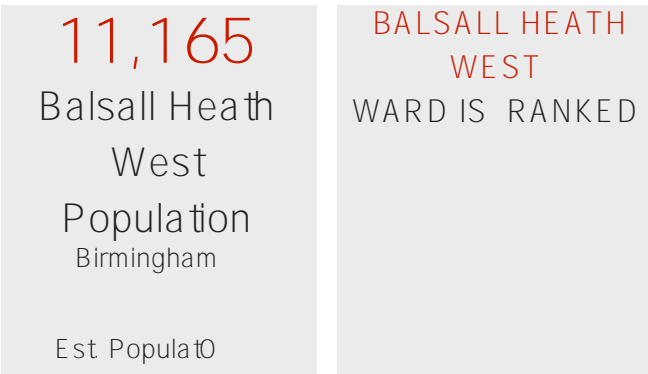 11,165
Balsall Heath
West
Population
Birmingham
Est. Populat0
BALSALL HEATH
WEST
WARD IS RANKED